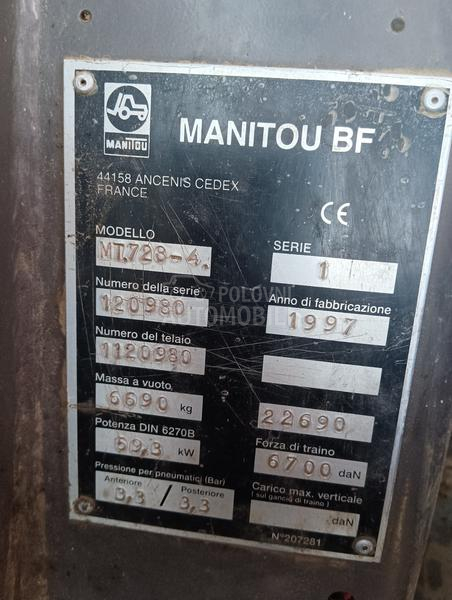 MANITOU
MANITOU BF
44158 ANCENIS CEDEX
FRANCE
CE
MODELLO
MT.728-4.
SERIE
1
Numero della serie
120980
Anno di fabbricazione
1997
Numero del telaio
1120980
Massa a vuoto
6690 kg
22690
Potenza DIN 6270B
59,3 kW
Forza di traino
6700 daN
Pressione per pneumatici (Bar)
Anteriore Posteriore
3,3 / 3,3
Carico max. verticale
(sul gancio di traino)
daN
N°207281
POLOVNI
AUTOMOBILI